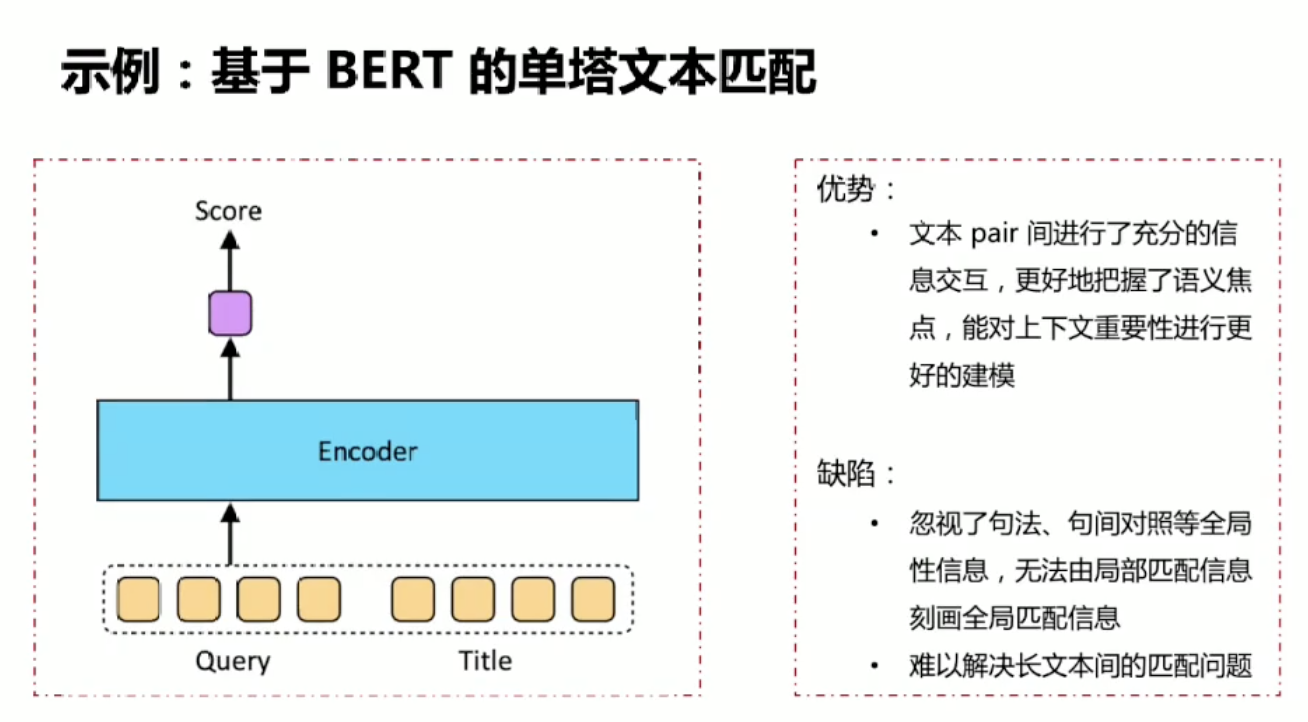 示例：基于 BERT 的单塔文本匹配
Score
Encoder
Query
Title
优势：
• 文本 pair 间进行了充分的信
息交互，更好地把握了语义焦
点，能对上下文重要性进行更
好的建模
缺陷：
• 忽视了句法、句间对照等全局
性信息，无法由局部匹配信息
刻画全局匹配信息
• 难以解决长文本间的匹配问题